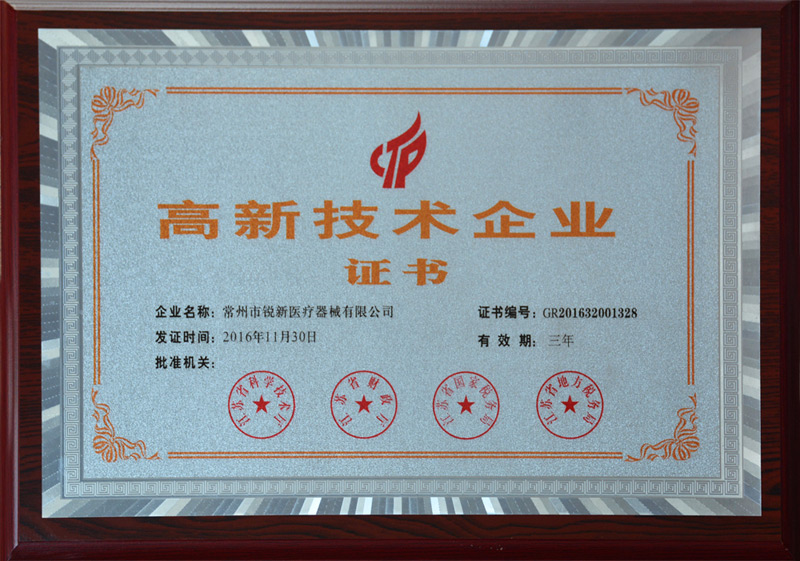 CTP
高新技术企业
证书
企业名称：常州市锐新医疗器械有限公司
证书编号：GR201632001328
发证时间：2016年11月30日
有效期：三年
批准机关：
江苏省科学技术厅
江苏省财政厅
江苏省国家税务局
江苏省地方税务局